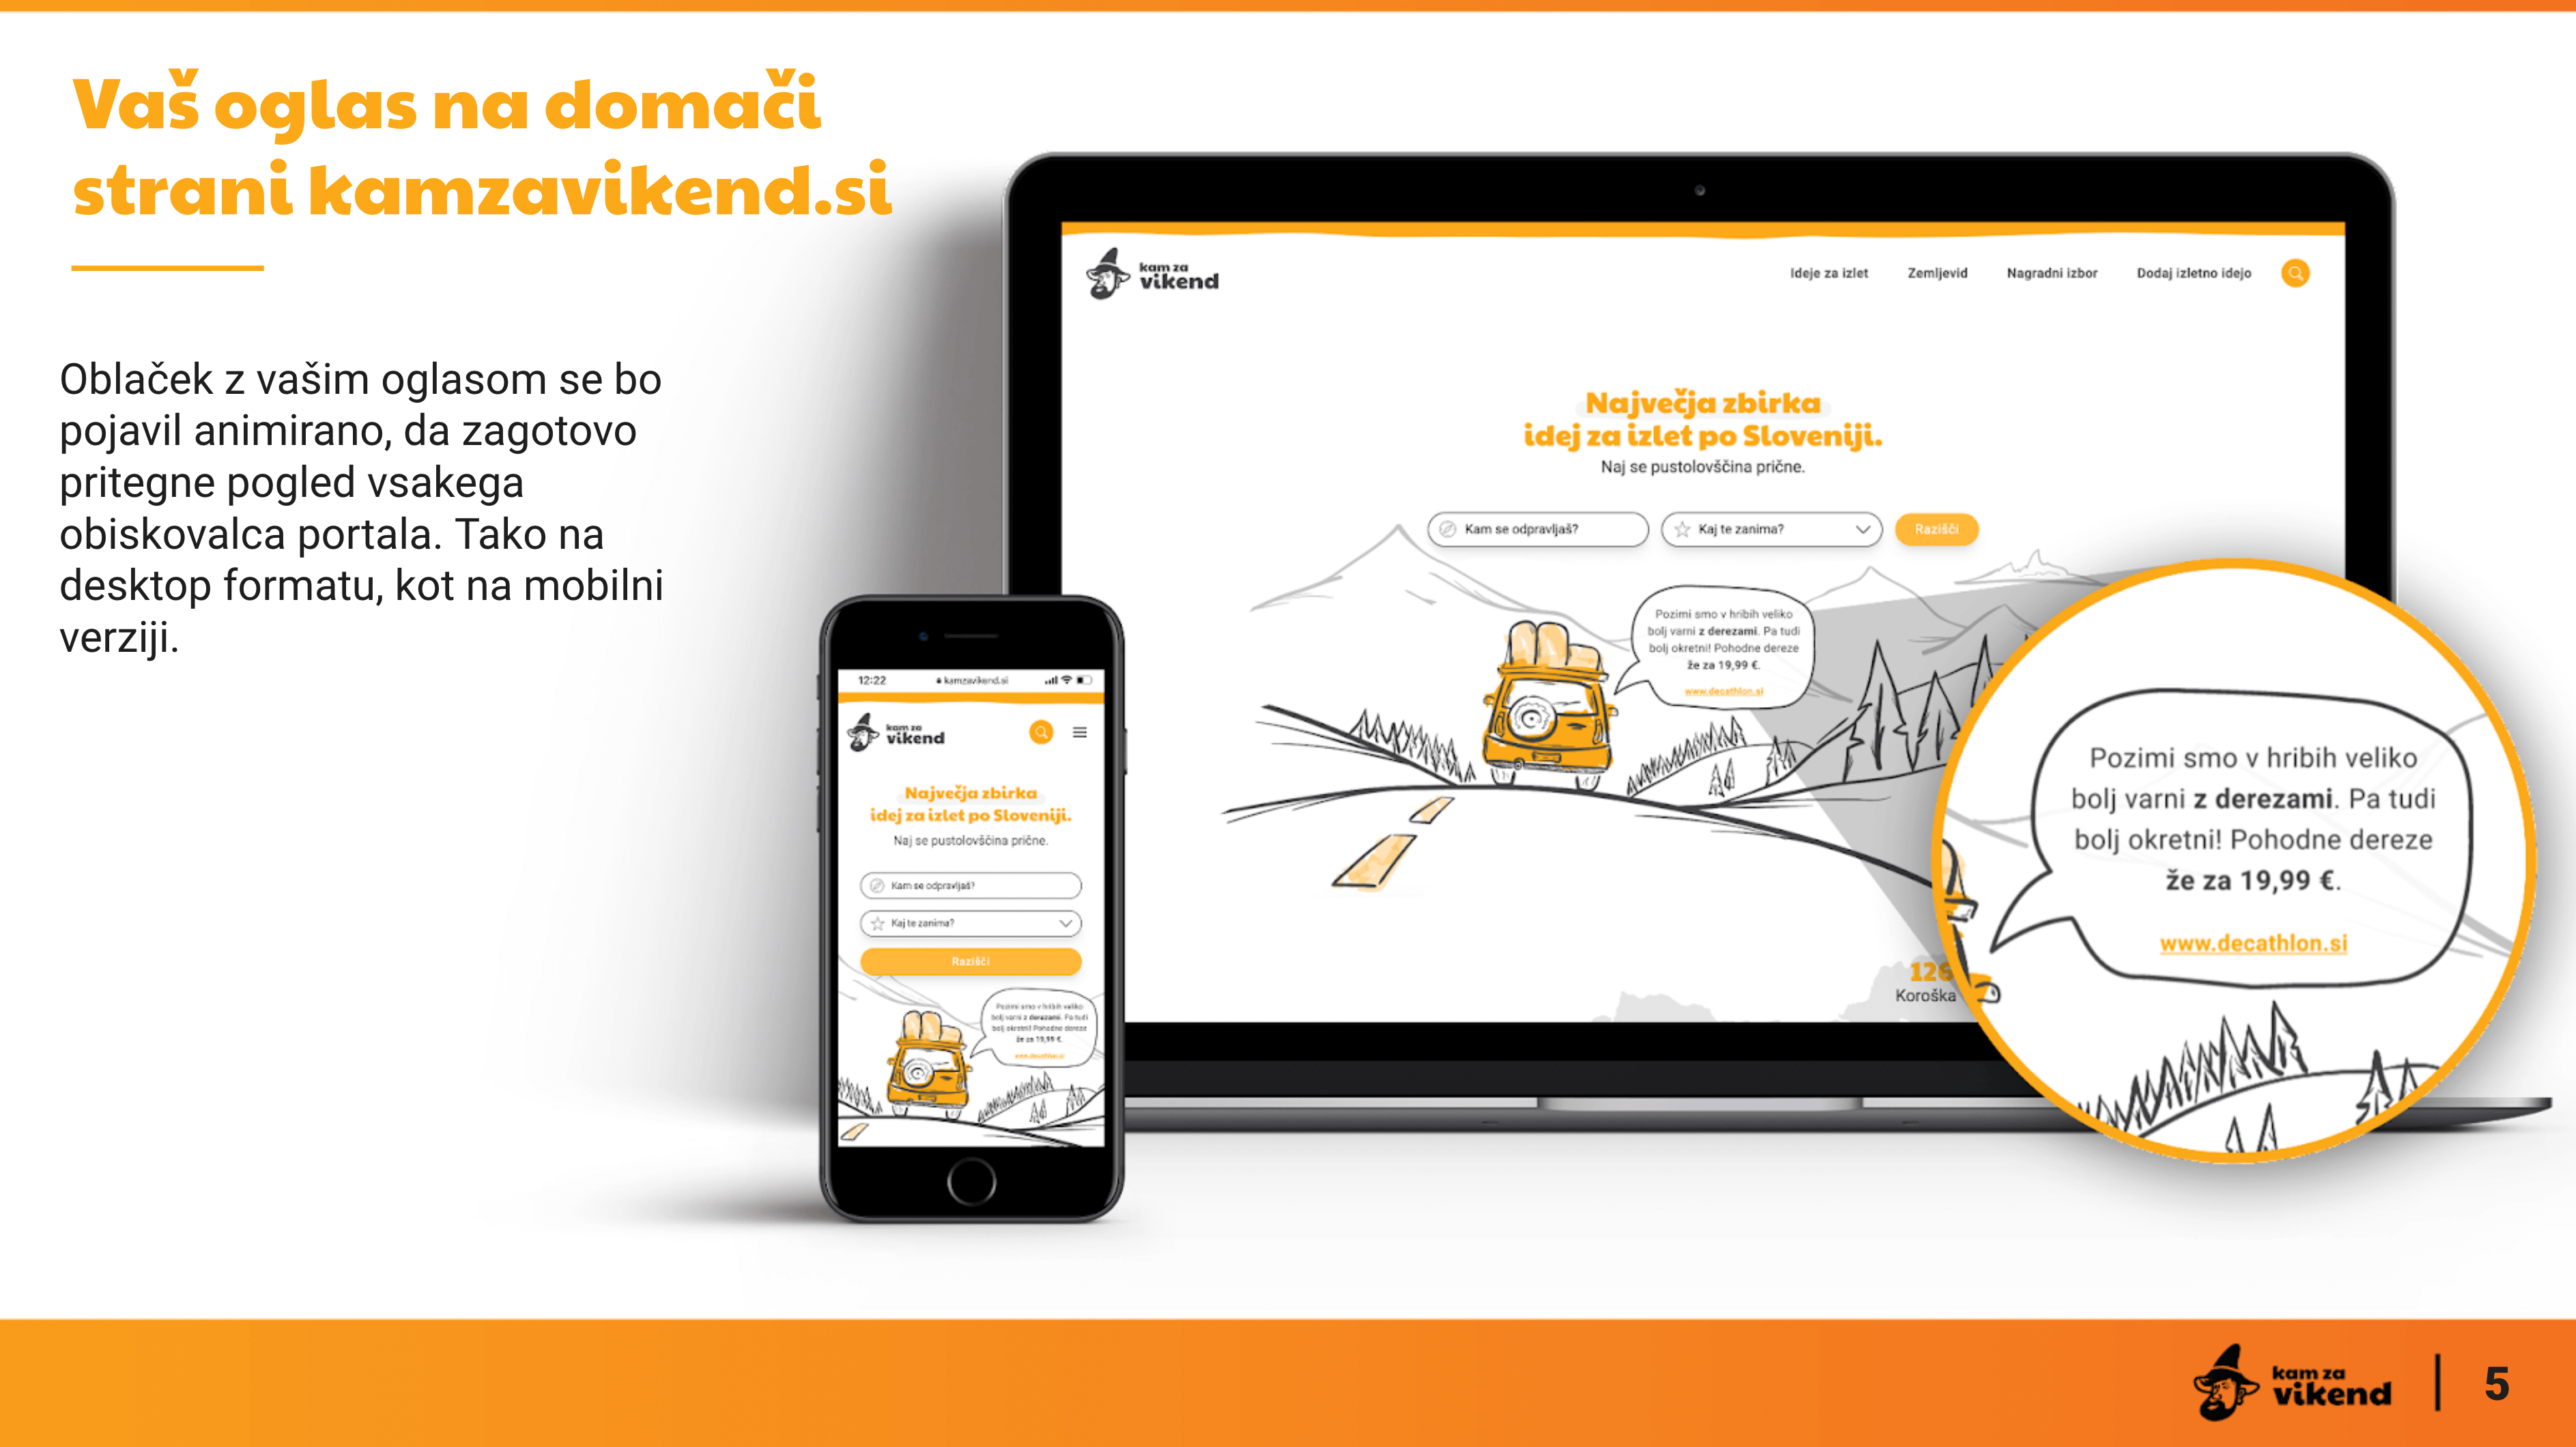 Vaš oglas na domači
strani kamzavikend.si
Oblaček z vašim oglasom se bo
pojavil animirano, da zagotovo
pritegne pogled vsakega
obiskovalca portala. Tako na
desktop formatu, kot na mobilni
verziji.
kam za
vikend
Ideje za izlet
Zemljevid
Nagradni izbor
Dodaj izletno idejo
Največja zbirka
idej za izlet po Sloveniji.
Naj se pustolovščina prične.
Kam se odpravljaš?
Kaj te zanima?
Razišči
Pozimi smo v hribih veliko
bolj varni z derezami. Pa tudi
bolj okretni! Pohodne dereze
že za 19,99 €.
www.decathlon.si
126
Koroška
12:22
kamzavikend.si
kam za
vikend
Največja zbirka
idej za izlet po Sloveniji.
Naj se pustolovščina prične.
Kam se odpravljaš?
Kaj te zanima?
Razišči
Pozimi smo v hribih veliko
bolj varni z derezami. Pa tudi
bolj okretni! Pohodne dereze
že za 19,99 €.
www.decathlon.si
Pozimi smo v hribih veliko
bolj varni z derezami. Pa tudi
bolj okretni! Pohodne dereze
že za 19,99 €.
www.decathlon.si
kam za
vikend
5